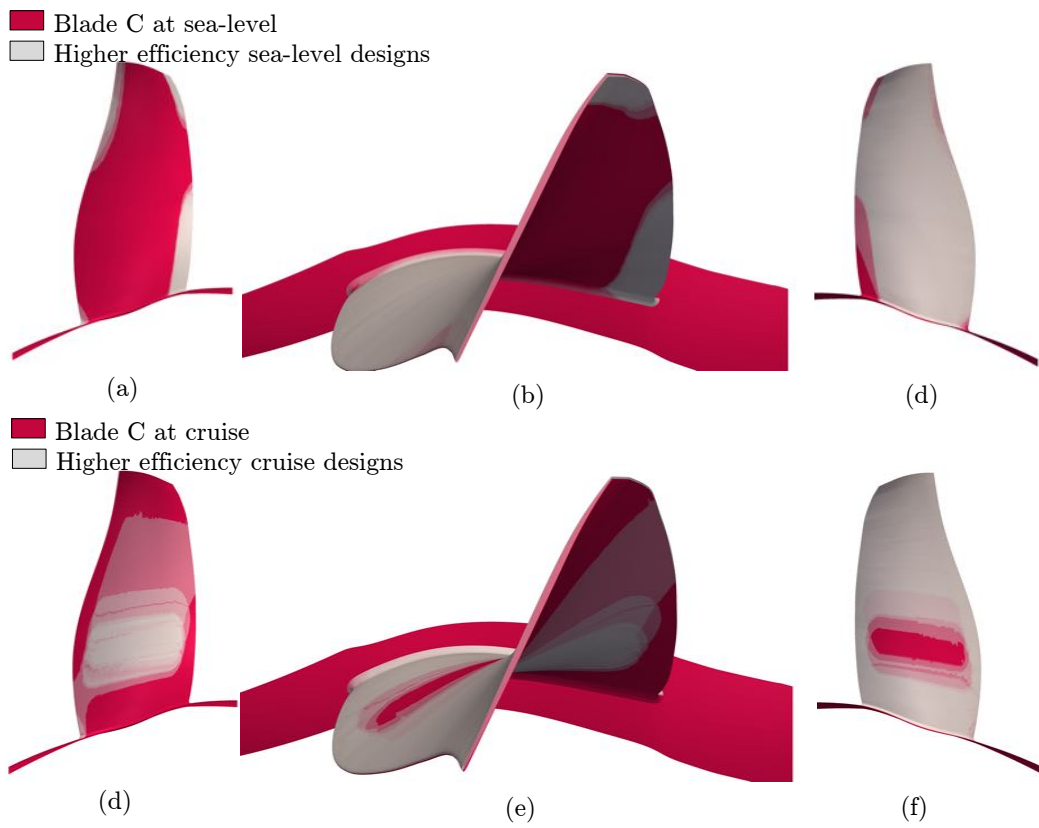 Blade C at sea-level
Higher efficiency sea-level designs
(a)
(b)
(d)
Blade C at cruise
Higher efficiency cruise designs
(d)
(e)
(f)